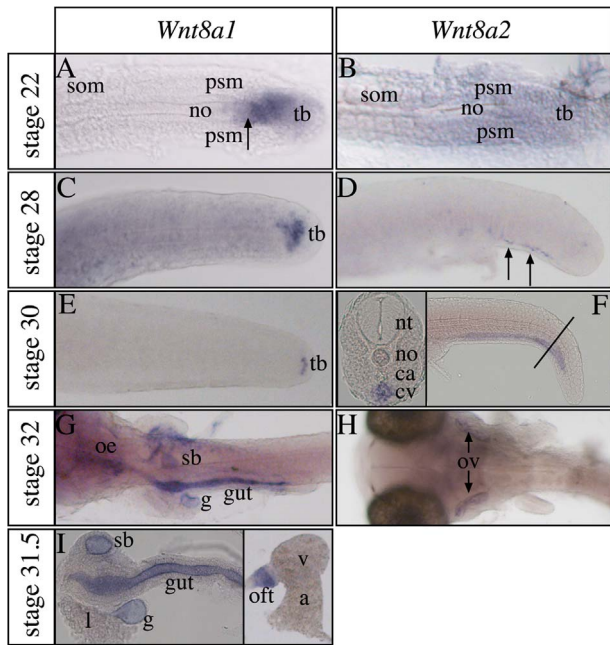 Wnt8a1
Wnt8a2
stage 22
A
som
psm
no
psm
tb
B
som
psm
no
psm
tb
stage 28
C
tb
D
stage 30
E
tb
F
nt
no
ca
cv
stage 32
G
oe
sb
g
gut
H
ov
stage 31.5
I
sb
gut
l
g
oft
v
a